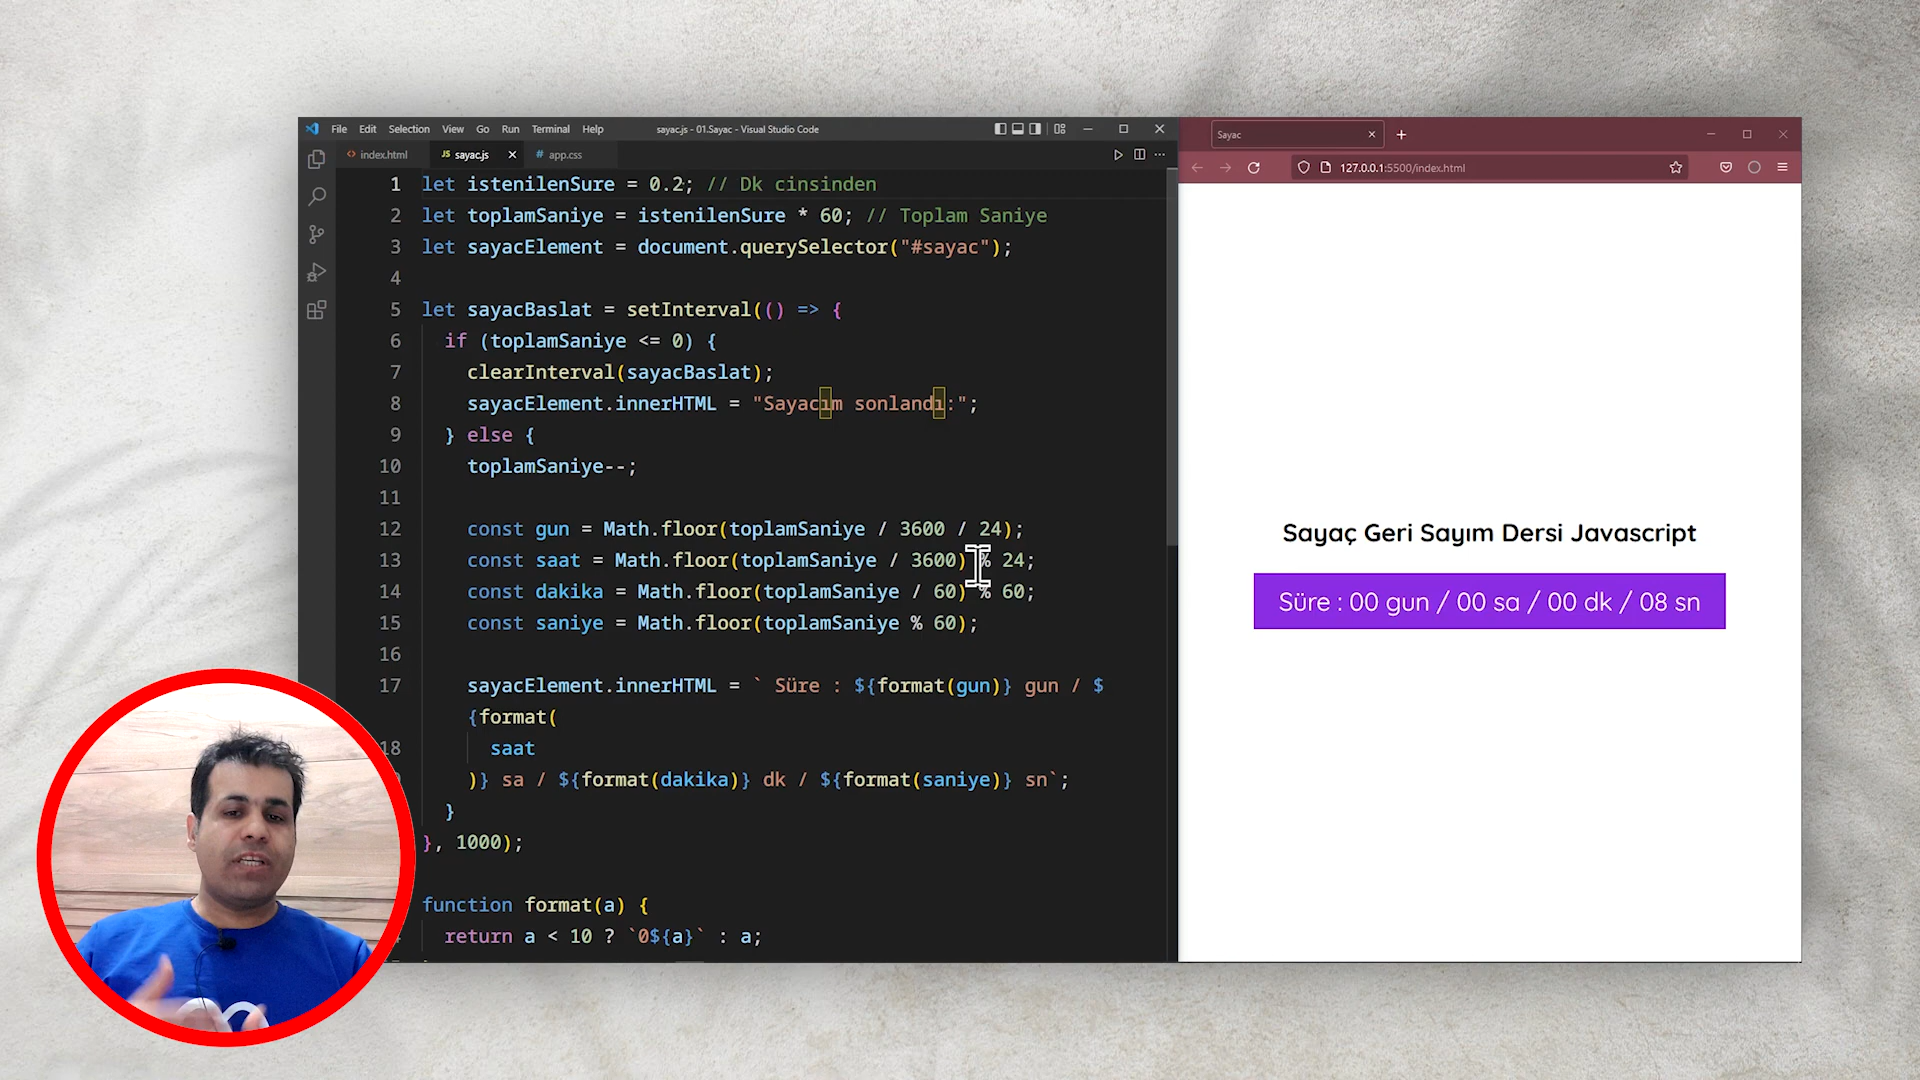 File Edit Selection View Go Run Terminal Help
sayac.js - 01.Sayac - Visual Studio Code
index.html
JS sayac.js
# app.css
1 let istenilenSure = 0.2; // Dk cinsinden
2 let toplamSaniye = istenilenSure * 60; // Toplam Saniye
3 let sayacElement = document.querySelector("#sayac");
4
5 let sayacBaslat = setInterval(() => {
6 if (toplamSaniye <= 0) {
7 clearInterval(sayacBaslat);
8 sayacElement.innerHTML = "Sayacım sonlandı:";
9 } else {
10 toplamSaniye--;
11
12 const gun = Math.floor(toplamSaniye / 3600 / 24);
13 const saat = Math.floor(toplamSaniye / 3600) % 24;
14 const dakika = Math.floor(toplamSaniye / 60) % 60;
15 const saniye = Math.floor(toplamSaniye % 60);
16
17 sayacElement.innerHTML = ` Süre : ${format(gun)} gun / $
{format(
18 saat
)} sa / ${format(dakika)} dk / ${format(saniye)} sn`;
}
}, 1000);
function format(a) {
return a < 10 ? `0${a}` : a;
Sayac
127.0.0.1:5500/index.html
Sayaç Geri Sayım Dersi Javascript
Süre : 00 gun / 00 sa / 00 dk / 08 sn